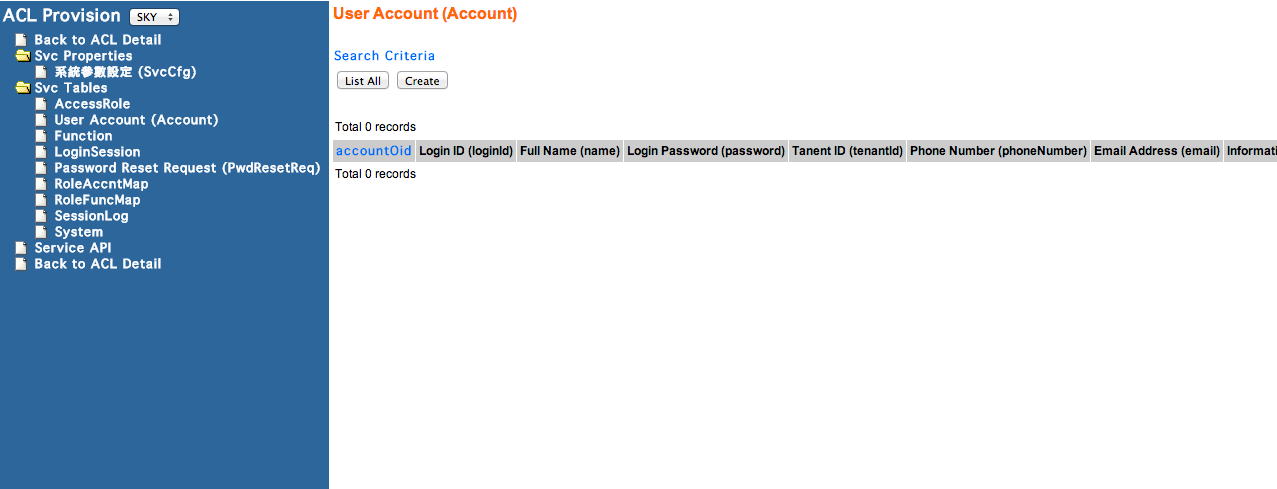 ACL Provision SKY
Back to ACL Detail
Svc Properties
系統參數設定 (SvcCfg)
Svc Tables
AccessRole
User Account (Account)
Function
LoginSession
Password Reset Request (PwdResetReq)
RoleAccntMap
RoleFuncMap
SessionLog
System
Service API
Back to ACL Detail
User Account (Account)
Search Criteria
List All Create
Total 0 records
accountOid Login ID (loginId) Full Name (name) Login Password (password) Tanent ID (tenantId) Phone Number (phoneNumber) Email Address (email) Informati
Total 0 records